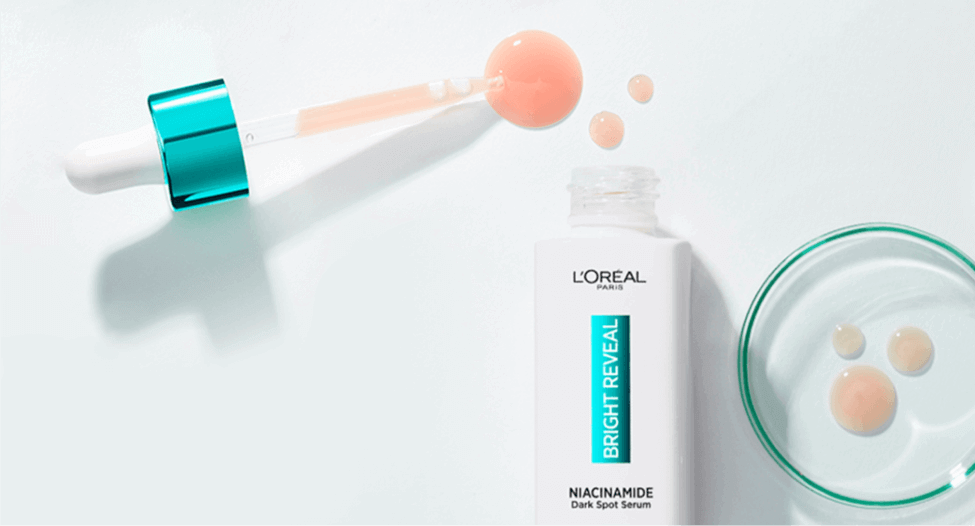 L'ORÉAL
PARIS
BRIGHT REVEAL
NIACINAMIDE
Dark Spot Serum